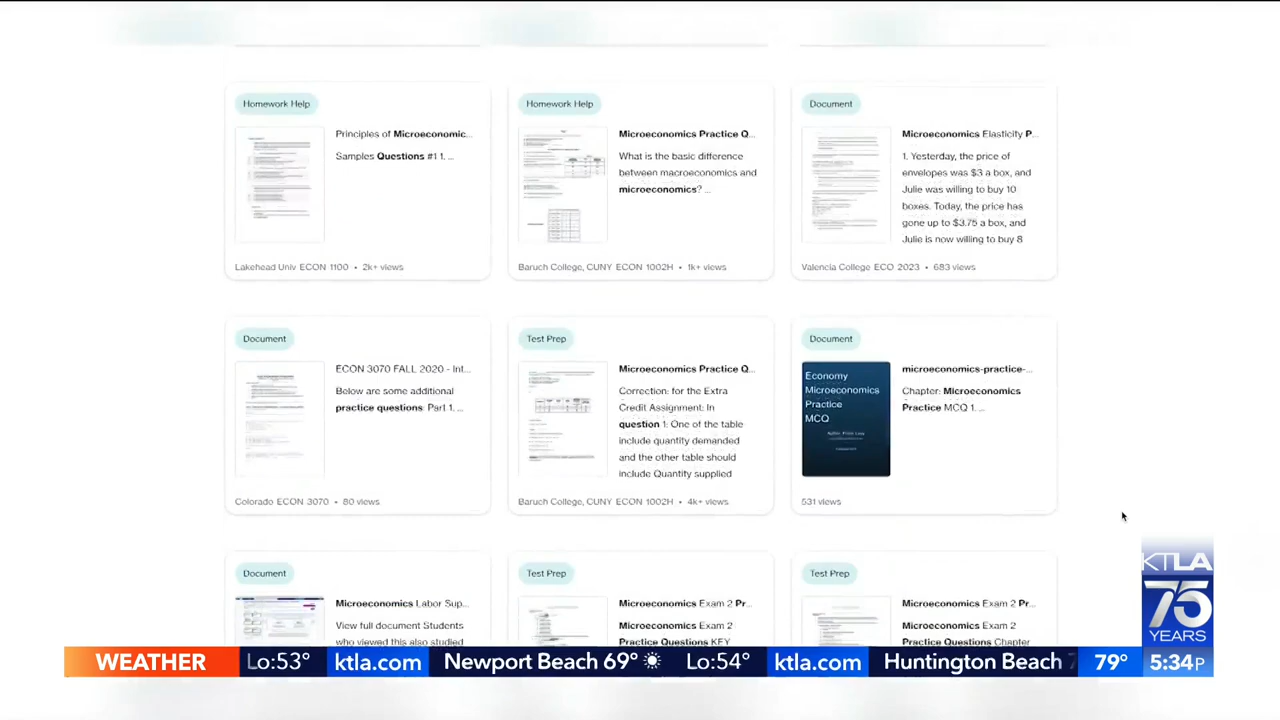 Homework Help
Principles of Microeconomic...
Samples Questions #1 1. ...
Lakehead Univ ECON 1100 • 2k+ views
Homework Help
Microeconomics Practice Q...
What is the basic difference
between macroeconomics and
microeconomics? ...
Baruch College, CUNY ECON 1002H • 1k+ views
Document
Microeconomics Elasticity P...
1. Yesterday, the price of
envelopes was $3 a box, and
Julie was willing to buy 10
boxes. Today, the price has
gone up to $3.75 a box, and
Julie is now willing to buy 8
Valencia College ECO 2023 • 683 views
Document
ECON 3070 FALL 2020 - Int...
Below are some additional
practice questions: Part 1. ...
Colorado ECON 3070 • 80 views
Test Prep
Microeconomics Practice Q...
Correction: for the Extra
Credit Assignment: In
question 1: One of the table
include quantity demanded
and the other table should
include Quantity supplied
Baruch College, CUNY ECON 1002H • 4k+ views
Document
Economy
Microeconomics
Practice
MCQ
microeconomics-practice-...
Chapter: Microeconomics
Practice MCQ 1. ...
531 views
Document
Microeconomics Labor Sup...
View full document Students
who viewed this also studied
Test Prep
Microeconomics Exam 2 Pr...
Microeconomics Exam 2
Practice Questions KEY
Test Prep
Microeconomics Exam 2 Pr...
Microeconomics Exam 2
Practice Questions Chapter
KTLA
75
YEARS
WEATHER Lo:53° ktla.com Newport Beach 69° Lo:54° ktla.com Huntington Beach 7 79° 5:34P